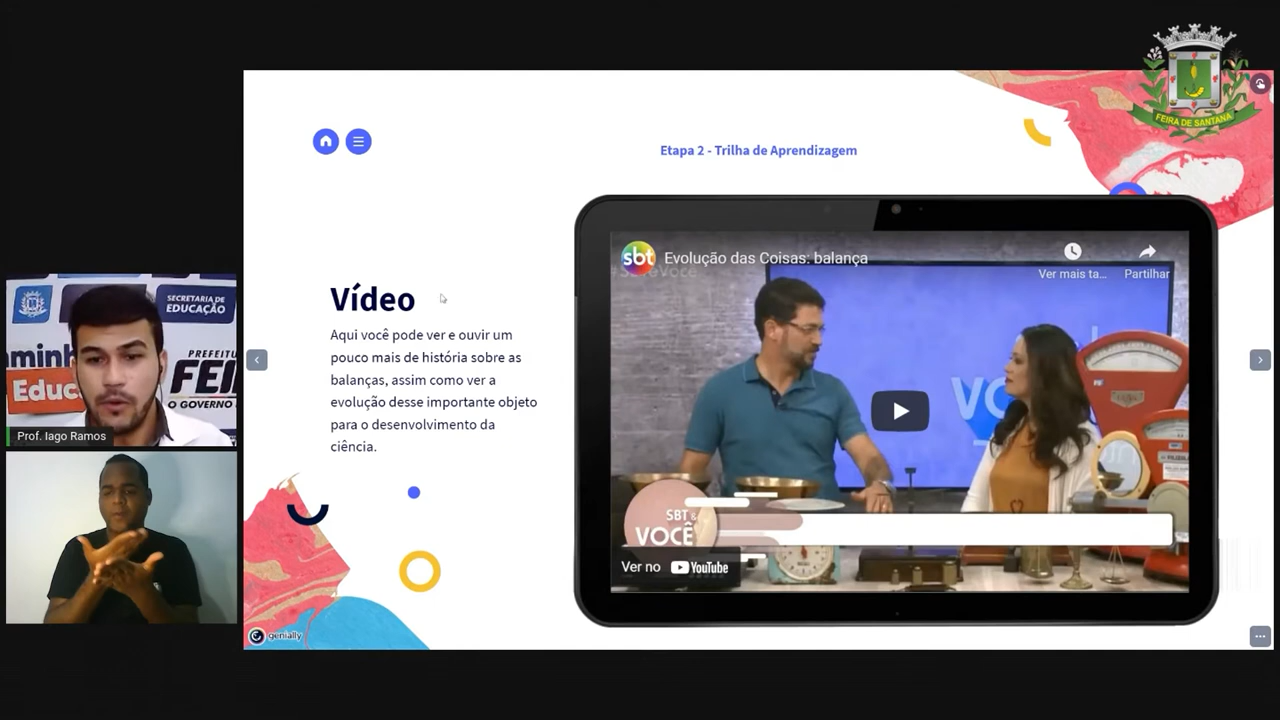 FEIRA DE SANTANA
Etapa 2 - Trilha de Aprendizagem
Vídeo
Aqui você pode ver e ouvir um
pouco mais de história sobre as
balanças, assim como ver a
evolução desse importante objeto
para o desenvolvimento da
ciência.
sbt
Evolução das Coisas: balança
Ver mais ta...
Partilhar
SBT &
VOCÊ
Ver no YouTube
SECRETARIA DE
EDUCAÇÃO
PREFEITU
FEI
O GOVERNO
Educ
Prof. Iago Ramos
genially